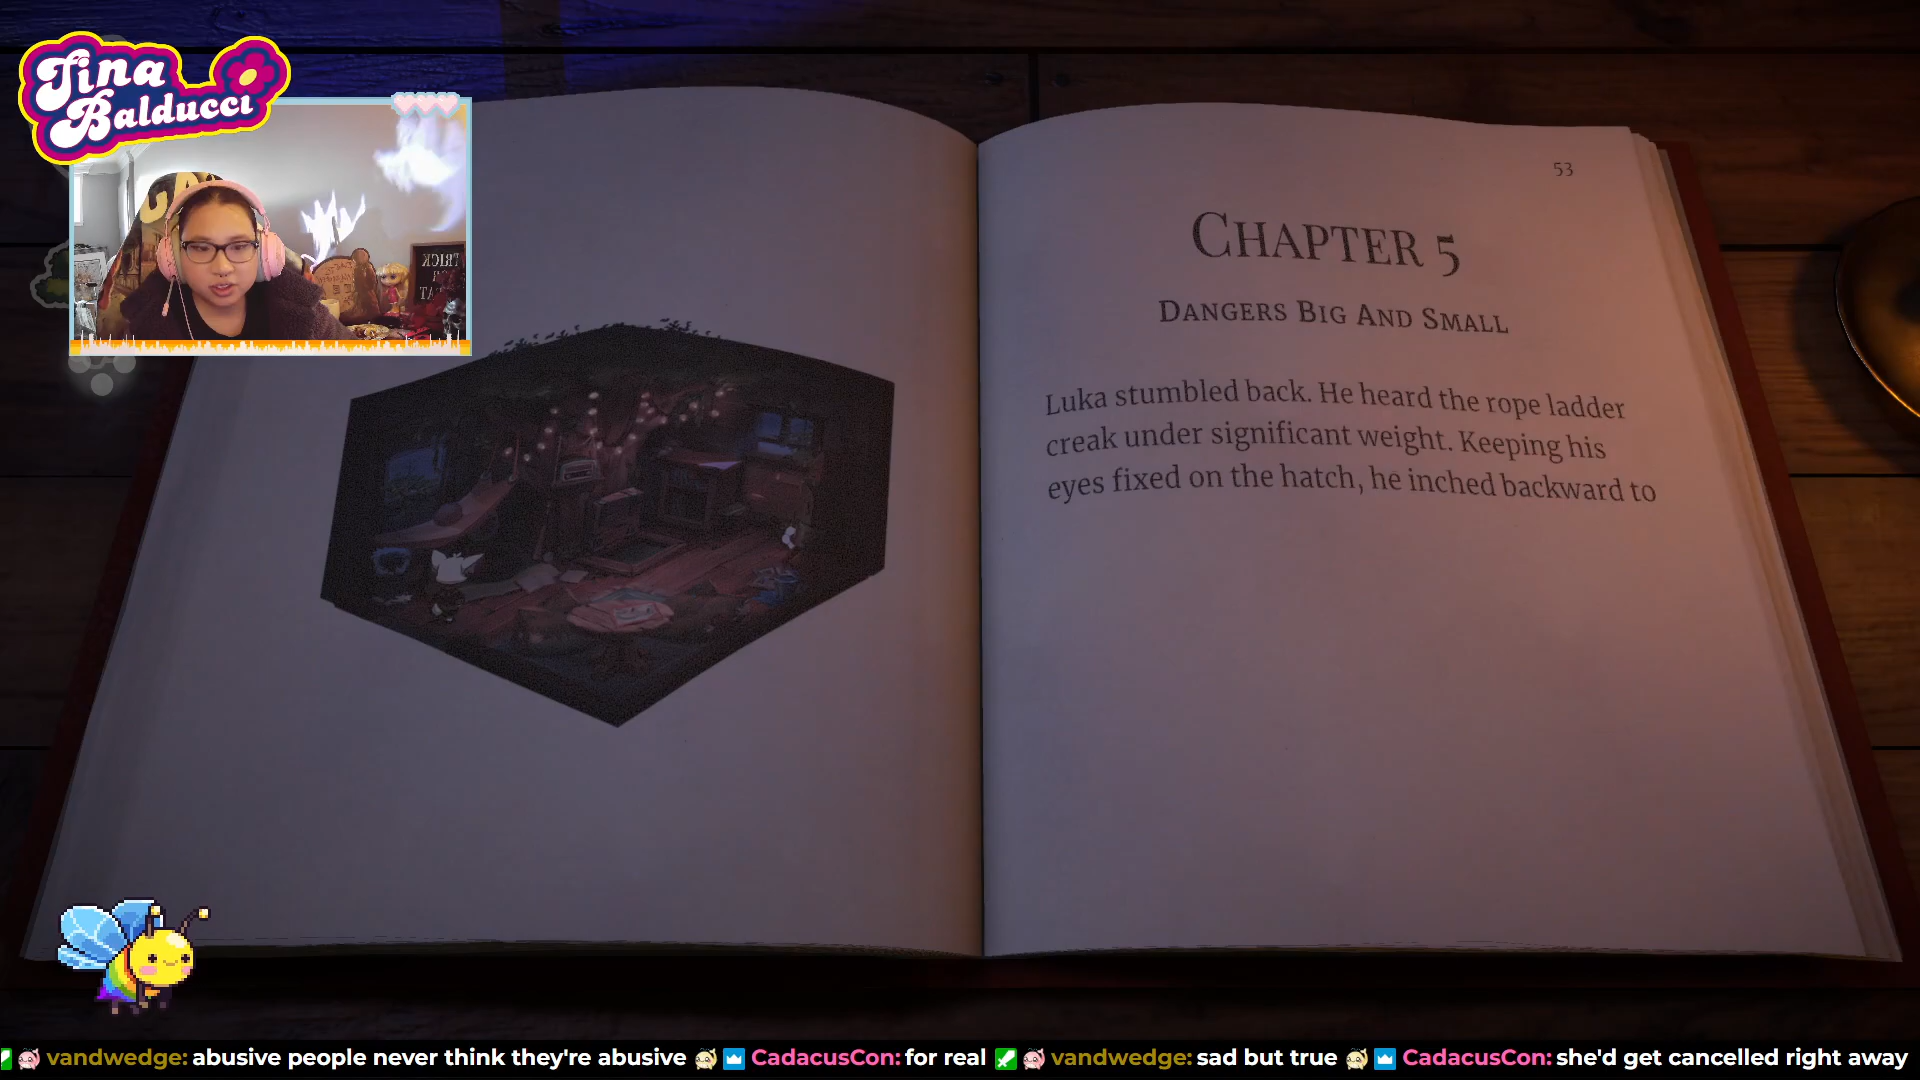 Tina
Balducci
TRICK
53
CHAPTER 5
DANGERS BIG AND SMALL
Luka stumbled back. He heard the rope ladder
creak under significant weight. Keeping his
eyes fixed on the hatch, he inched backward to
vandwedge: abusive people never think they're abusive CadacusCon: for real vandwedge: sad but true CadacusCon: she'd get cancelled right away